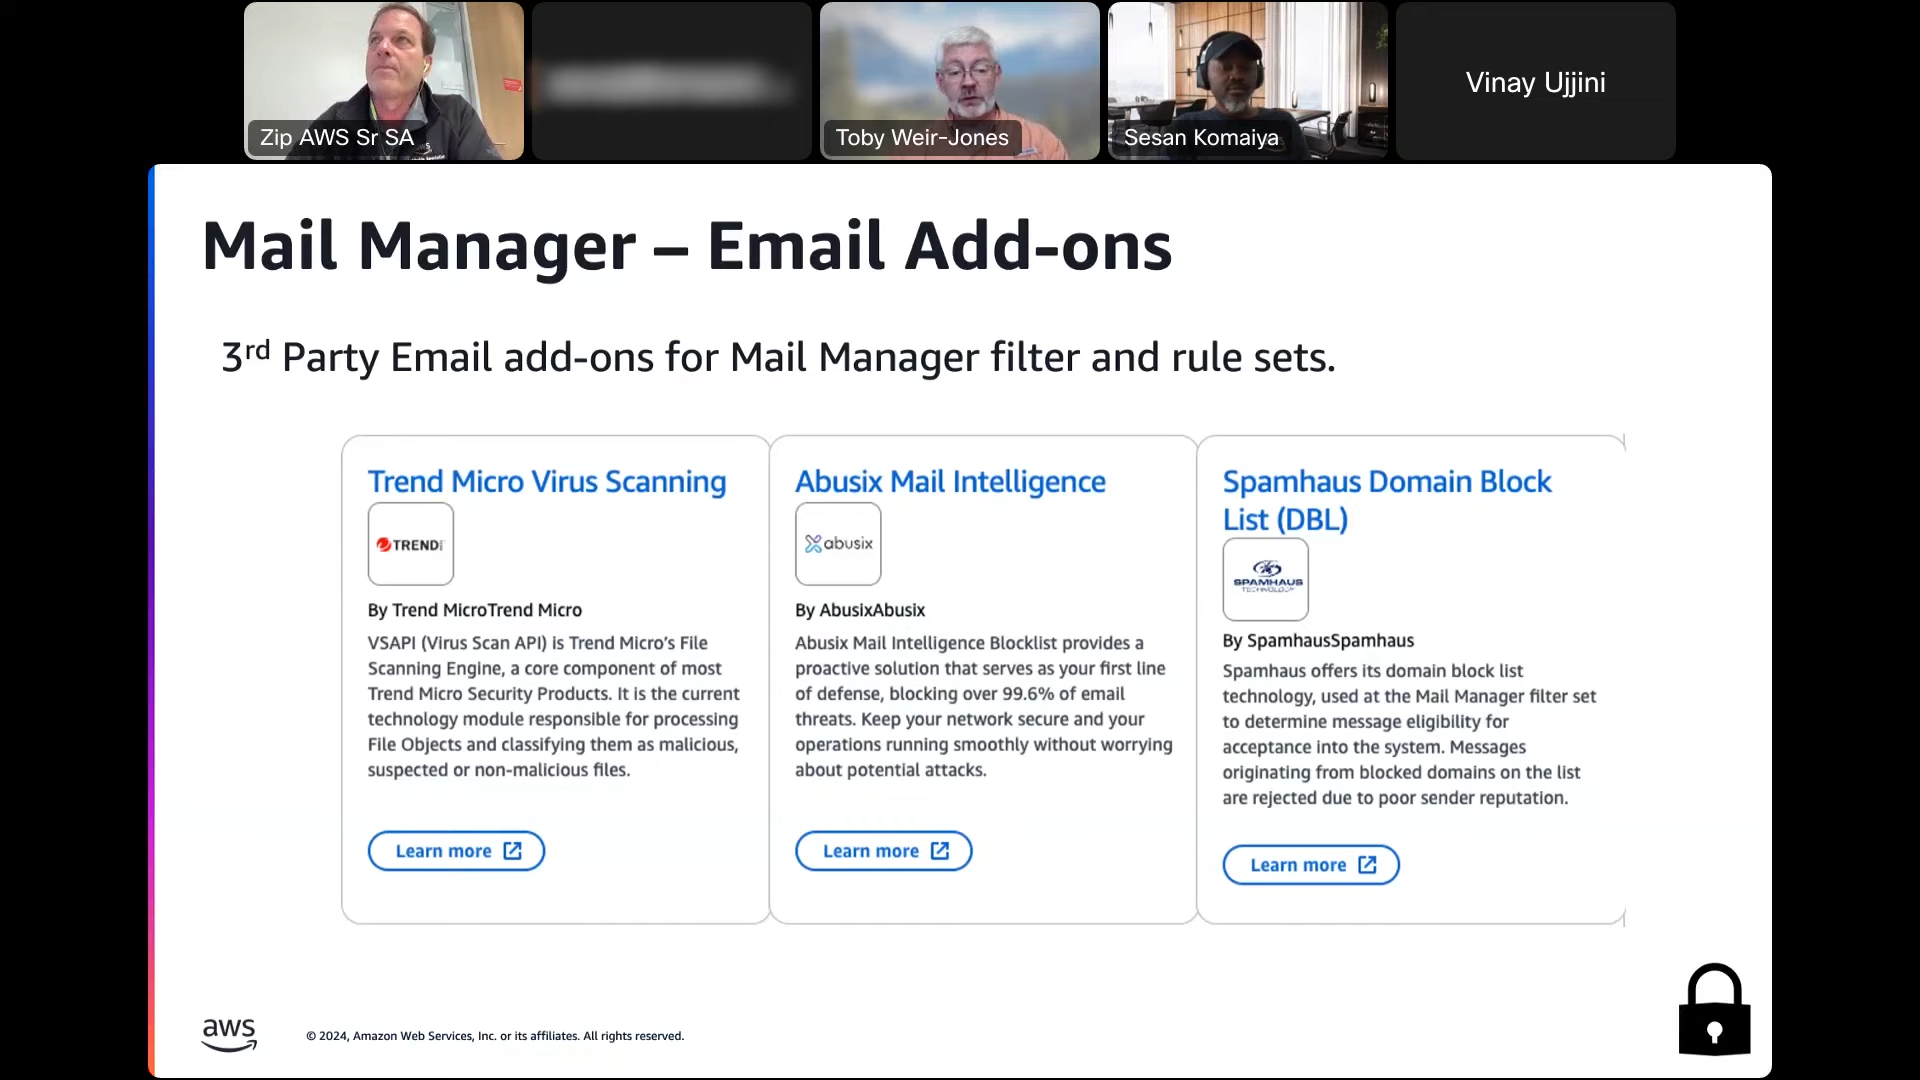 Zip AWS Sr SA
Toby Weir-Jones
Sesan Komaiya
Vinay Ujjini
Mail Manager – Email Add-ons
3rd Party Email add-ons for Mail Manager filter and rule sets.
Trend Micro Virus Scanning
TREND
By Trend MicroTrend Micro
VSAPI (Virus Scan API) is Trend Micro's File
Scanning Engine, a core component of most
Trend Micro Security Products. It is the current
technology module responsible for processing
File Objects and classifying them as malicious,
suspected or non-malicious files.
Learn more
Abusix Mail Intelligence
abusix
By AbusixAbusix
Abusix Mail Intelligence Blocklist provides a
proactive solution that serves as your first line
of defense, blocking over 99.6% of email
threats. Keep your network secure and your
operations running smoothly without worrying
about potential attacks.
Learn more
Spamhaus Domain Block
List (DBL)
SPAMHAUS
TECHNOLOGY
By SpamhausSpamhaus
Spamhaus offers its domain block list
technology, used at the Mail Manager filter set
to determine message eligibility for
acceptance into the system. Messages
originating from blocked domains on the list
are rejected due to poor sender reputation.
Learn more
aws
© 2024, Amazon Web Services, Inc. or its affiliates. All rights reserved.